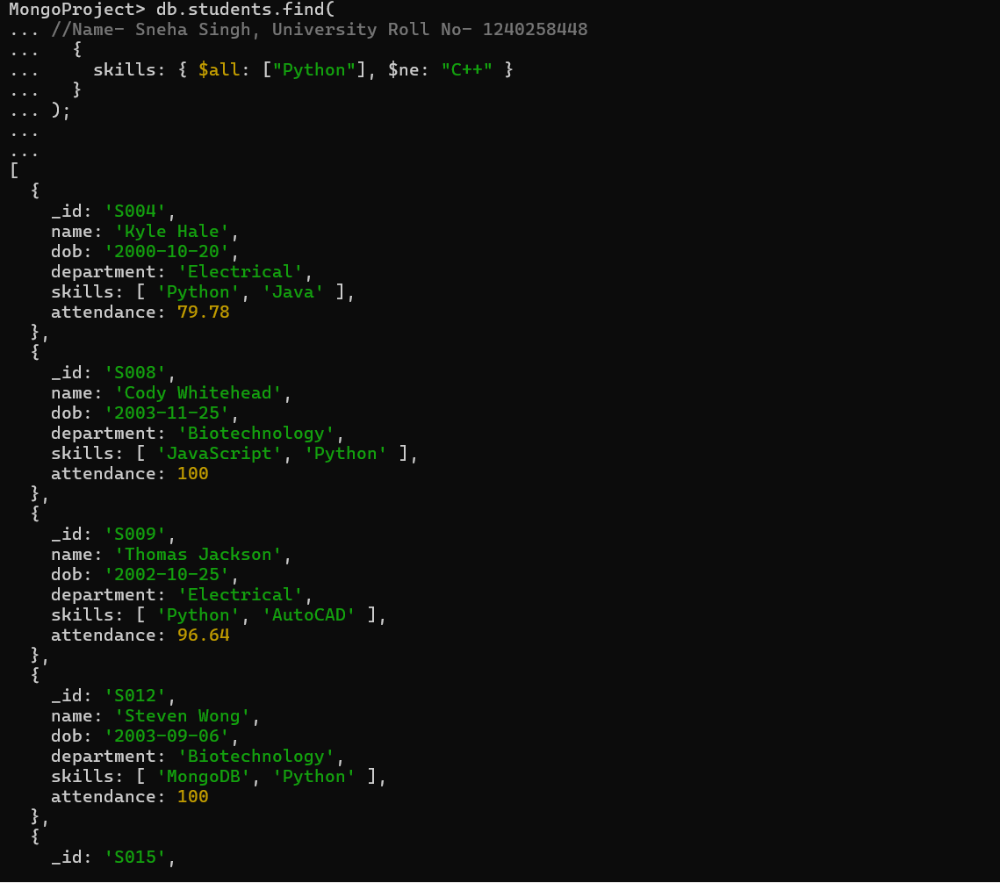 MongoProject> db.students.find(
... //Name- Sneha Singh, University Roll No- 1240258448
...   {
...     skills: { $all: ["Python"], $ne: "C++" }
...   }
... );
...
...
[
  {
    _id: 'S004',
    name: 'Kyle Hale',
    dob: '2000-10-20',
    department: 'Electrical',
    skills: [ 'Python', 'Java' ],
    attendance: 79.78
  },
  {
    _id: 'S008',
    name: 'Cody Whitehead',
    dob: '2003-11-25',
    department: 'Biotechnology',
    skills: [ 'JavaScript', 'Python' ],
    attendance: 100
  },
  {
    _id: 'S009',
    name: 'Thomas Jackson',
    dob: '2002-10-25',
    department: 'Electrical',
    skills: [ 'Python', 'AutoCAD' ],
    attendance: 96.64
  },
  {
    _id: 'S012',
    name: 'Steven Wong',
    dob: '2003-09-06',
    department: 'Biotechnology',
    skills: [ 'MongoDB', 'Python' ],
    attendance: 100
  },
  {
    _id: 'S015',